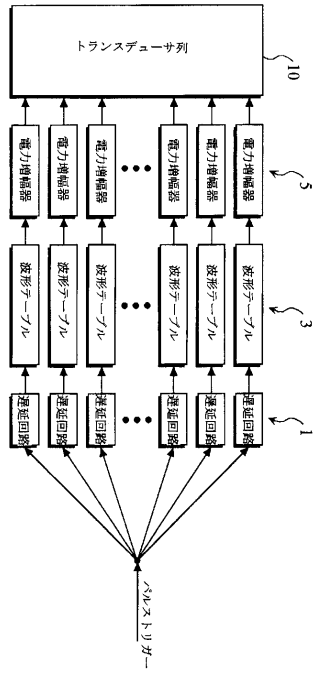 トランスデューサ列
10
電力増幅器
電力増幅器
電力増幅器
電力増幅器
電力増幅器
電力増幅器
5
波形テーブル
波形テーブル
波形テーブル
波形テーブル
波形テーブル
波形テーブル
3
遅延回路
遅延回路
遅延回路
遅延回路
遅延回路
遅延回路
1
パルストリガー